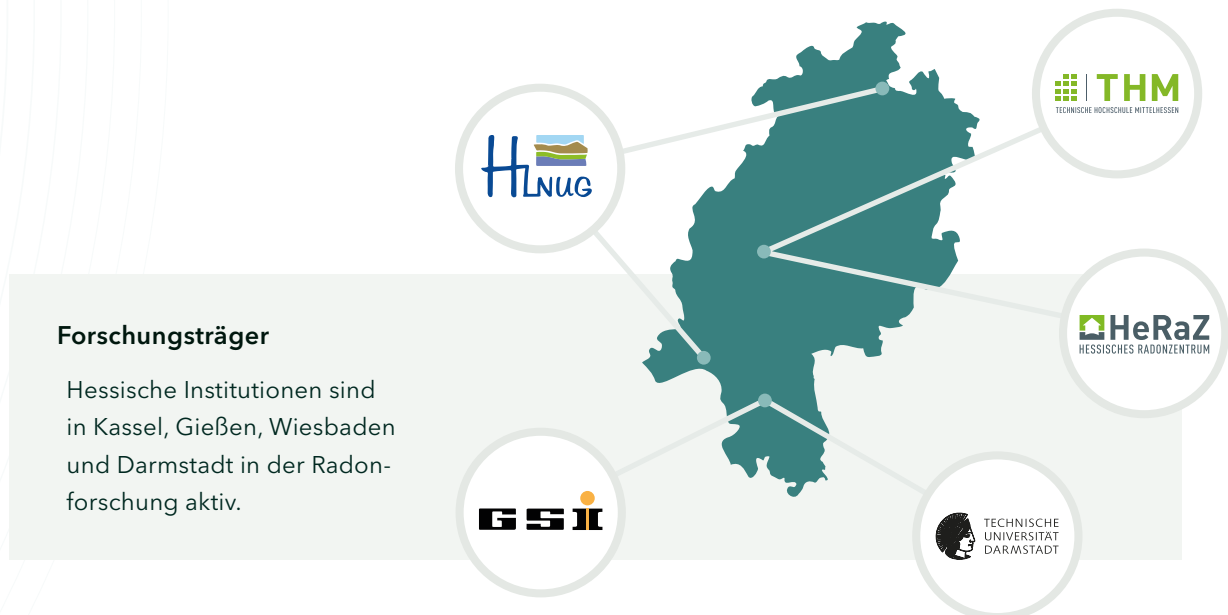 THM
TECHNISCHE HOCHSCHULE MITTELHESSEN
HLNUG
HeRaZ
HESSISCHES RADONZENTRUM
Forschungsträger
Hessische Institutionen sind
in Kassel, Gießen, Wiesbaden
und Darmstadt in der Radon-
forschung aktiv.
GSI
TECHNISCHE
UNIVERSITÄT
DARMSTADT